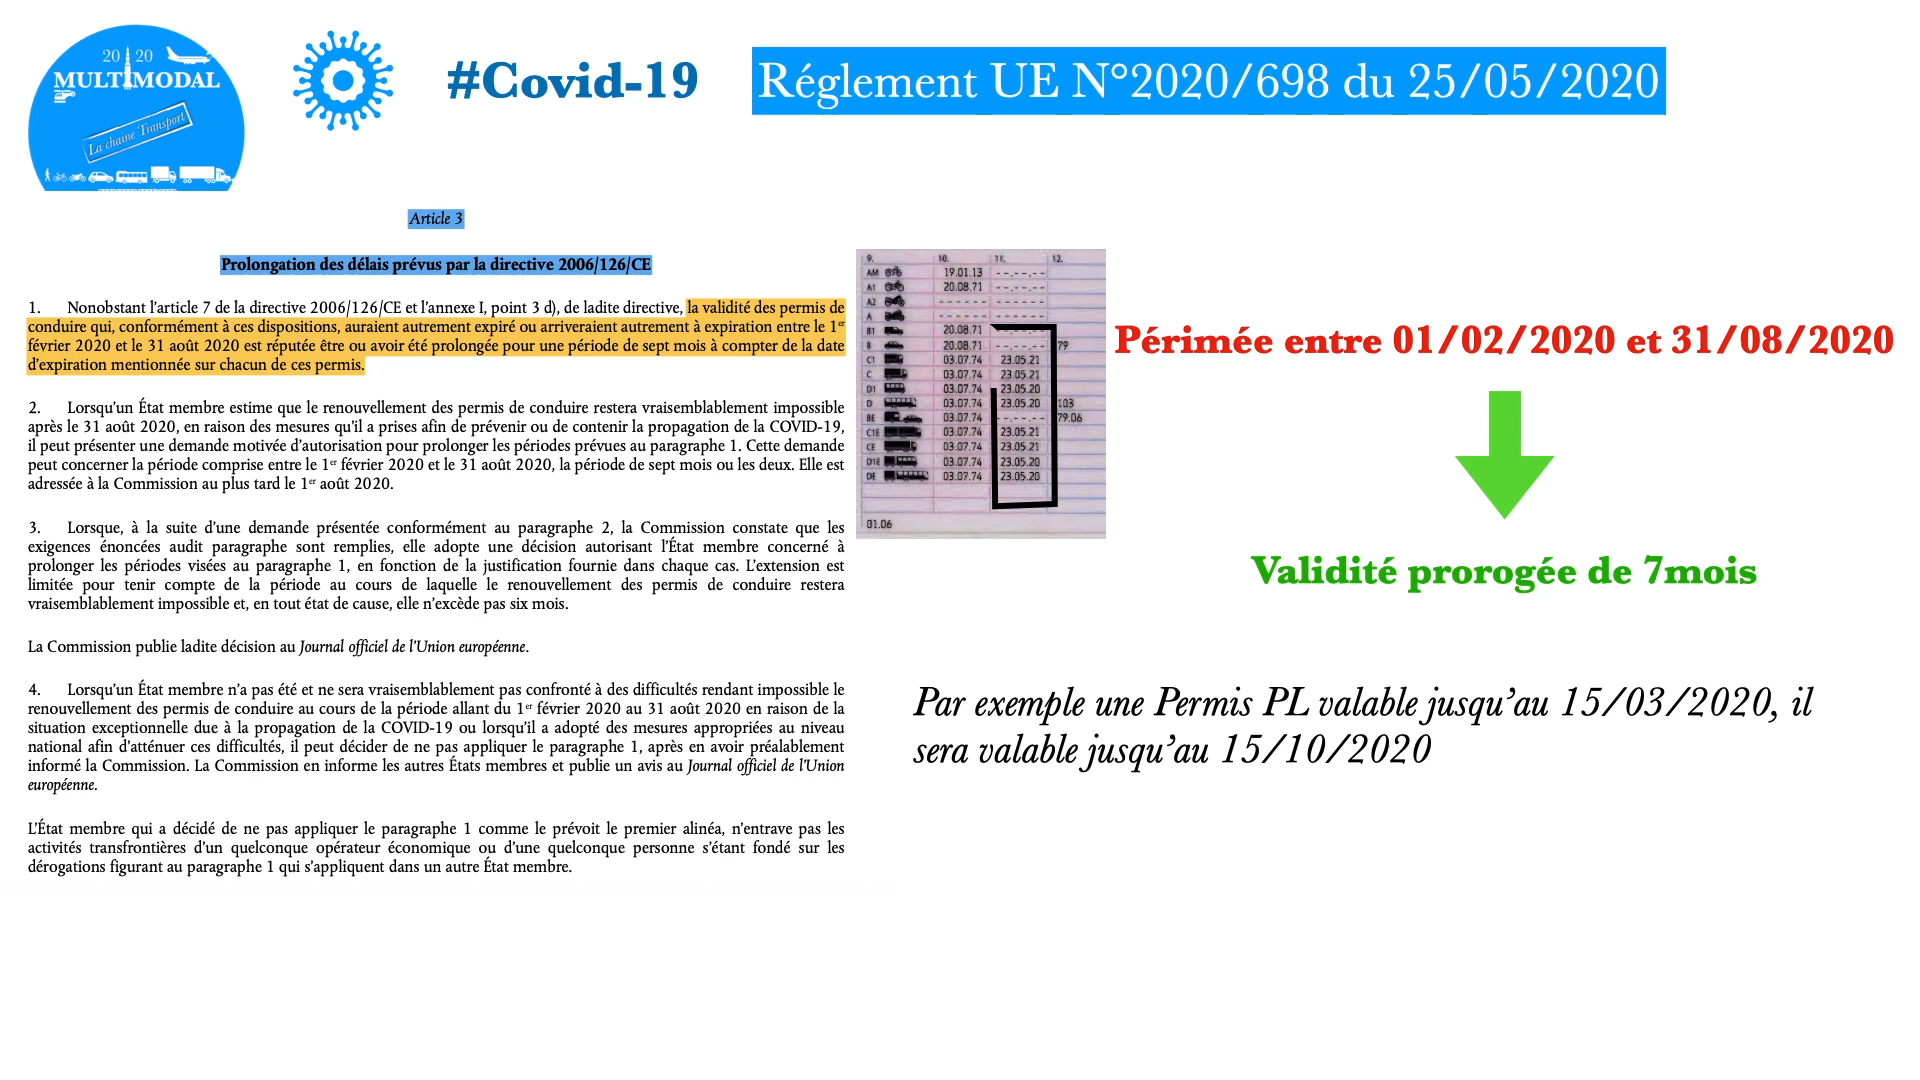 20 20
MULTIMODAL
La chaine Transport
#Covid-19
Réglement UE N°2020/698 du 25/05/2020
Article 3
Prolongation des délais prévus par la directive 2006/126/CE
1. Nonobstant l’article 7 de la directive 2006/126/CE et l’annexe I, point 3 d), de ladite directive, la validité des permis de
conduire qui, conformément à ces dispositions, auraient autrement expiré ou arriveraient autrement à expiration entre le 1er
février 2020 et le 31 août 2020 est réputée être ou avoir été prolongée pour une période de sept mois à compter de la date
d’expiration mentionnée sur chacun de ces permis.
2. Lorsqu’un État membre estime que le renouvellement des permis de conduire restera vraisemblablement impossible
après le 31 août 2020, en raison des mesures qu’il a prises afin de prévenir ou de contenir la propagation de la COVID-19,
il peut présenter une demande motivée d’autorisation pour prolonger les périodes prévues au paragraphe 1. Cette demande
peut concerner la période comprise entre le 1er février 2020 et le 31 août 2020, la période de sept mois ou les deux. Elle est
adressée à la Commission au plus tard le 1er août 2020.
3. Lorsque, à la suite d’une demande présentée conformément au paragraphe 2, la Commission constate que les
exigences énoncées audit paragraphe sont remplies, elle adopte une décision autorisant l’État membre concerné à
prolonger les périodes visées au paragraphe 1, en fonction de la justification fournie dans chaque cas. L’extension est
limitée pour tenir compte de la période au cours de laquelle le renouvellement des permis de conduire restera
vraisemblablement impossible et, en tout état de cause, elle n’excède pas six mois.
La Commission publie ladite décision au Journal officiel de l’Union européenne.
4. Lorsqu’un État membre n’a pas été et ne sera vraisemblablement pas confronté à des difficultés rendant impossible le
renouvellement des permis de conduire au cours de la période allant du 1er février 2020 au 31 août 2020 en raison de la
situation exceptionnelle due à la propagation de la COVID-19 ou lorsqu’il a adopté des mesures appropriées au niveau
national afin d’atténuer ces difficultés, il peut décider de ne pas appliquer le paragraphe 1, après en avoir préalablement
informé la Commission. La Commission en informe les autres États membres et publie un avis au Journal officiel de l’Union
européenne.
L’État membre qui a décidé de ne pas appliquer le paragraphe 1 comme le prévoit le premier alinéa, n’entrave pas les
activités transfrontières d’un quelconque opérateur économique ou d’une quelconque personne s’étant fondé sur les
dérogations figurant au paragraphe 1 qui s’appliquent dans un autre État membre.
9. 10. 11. 12.
AM 19.01.13 --.--.--
A1 20.08.71
A2
A
B1 20.08.71
B 20.08.71 --.--.-- 79
C1 03.07.74 23.05.21
C 03.07.74 23.05.21
D1 03.07.74 23.05.20
D 03.07.74 23.05.20 103
BE 03.07.74 --.--.-- 79.06
C1E 03.07.74 23.05.21
CE 03.07.74 23.05.21
D1E 03.07.74 23.05.20
DE 03.07.74 23.05.20
01.06
Périmée entre 01/02/2020 et 31/08/2020
Validité prorogée de 7mois
Par exemple une Permis PL valable jusqu’au 15/03/2020, il
sera valable jusqu’au 15/10/2020